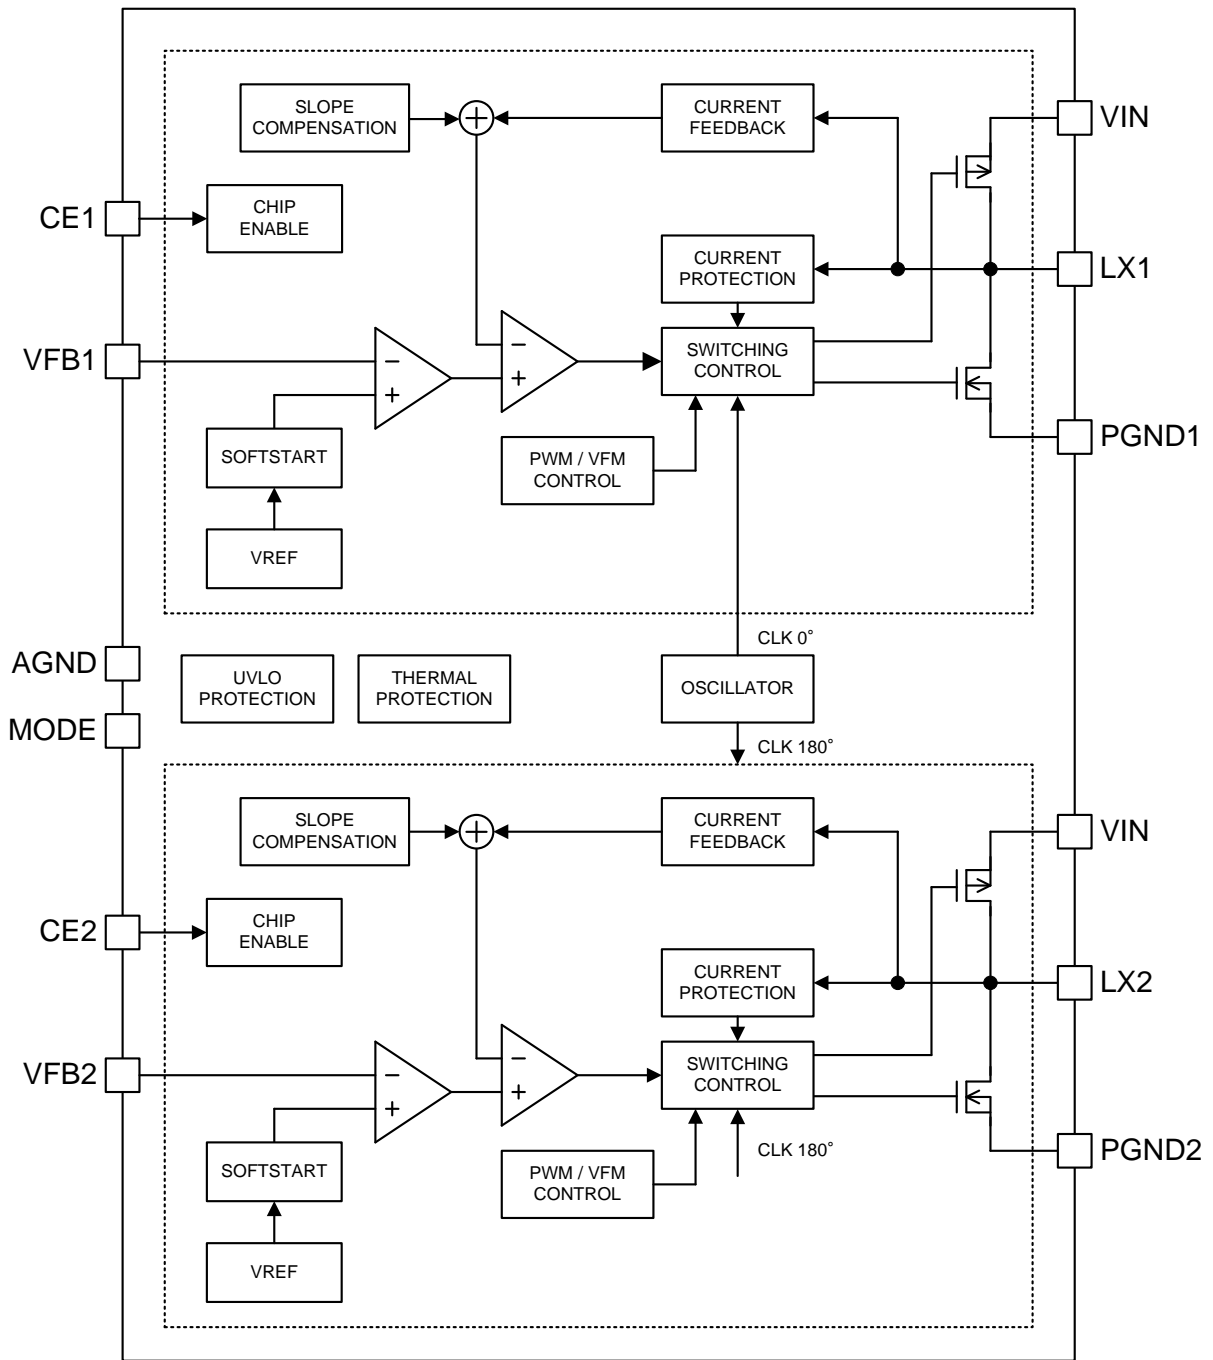 SLOPE
COMPENSATION
CURRENT
FEEDBACK
VIN
CE1
CHIP
ENABLE
CURRENT
PROTECTION
LX1
VFB1
−
+
−
+
SWITCHING
CONTROL
PGND1
SOFTSTART
PWM / VFM
CONTROL
VREF
CLK 0°
AGND
UVLO
PROTECTION
THERMAL
PROTECTION
OSCILLATOR
MODE
CLK 180°
SLOPE
COMPENSATION
CURRENT
FEEDBACK
VIN
CE2
CHIP
ENABLE
CURRENT
PROTECTION
LX2
VFB2
−
+
−
+
SWITCHING
CONTROL
CLK 180°
PGND2
SOFTSTART
PWM / VFM
CONTROL
VREF